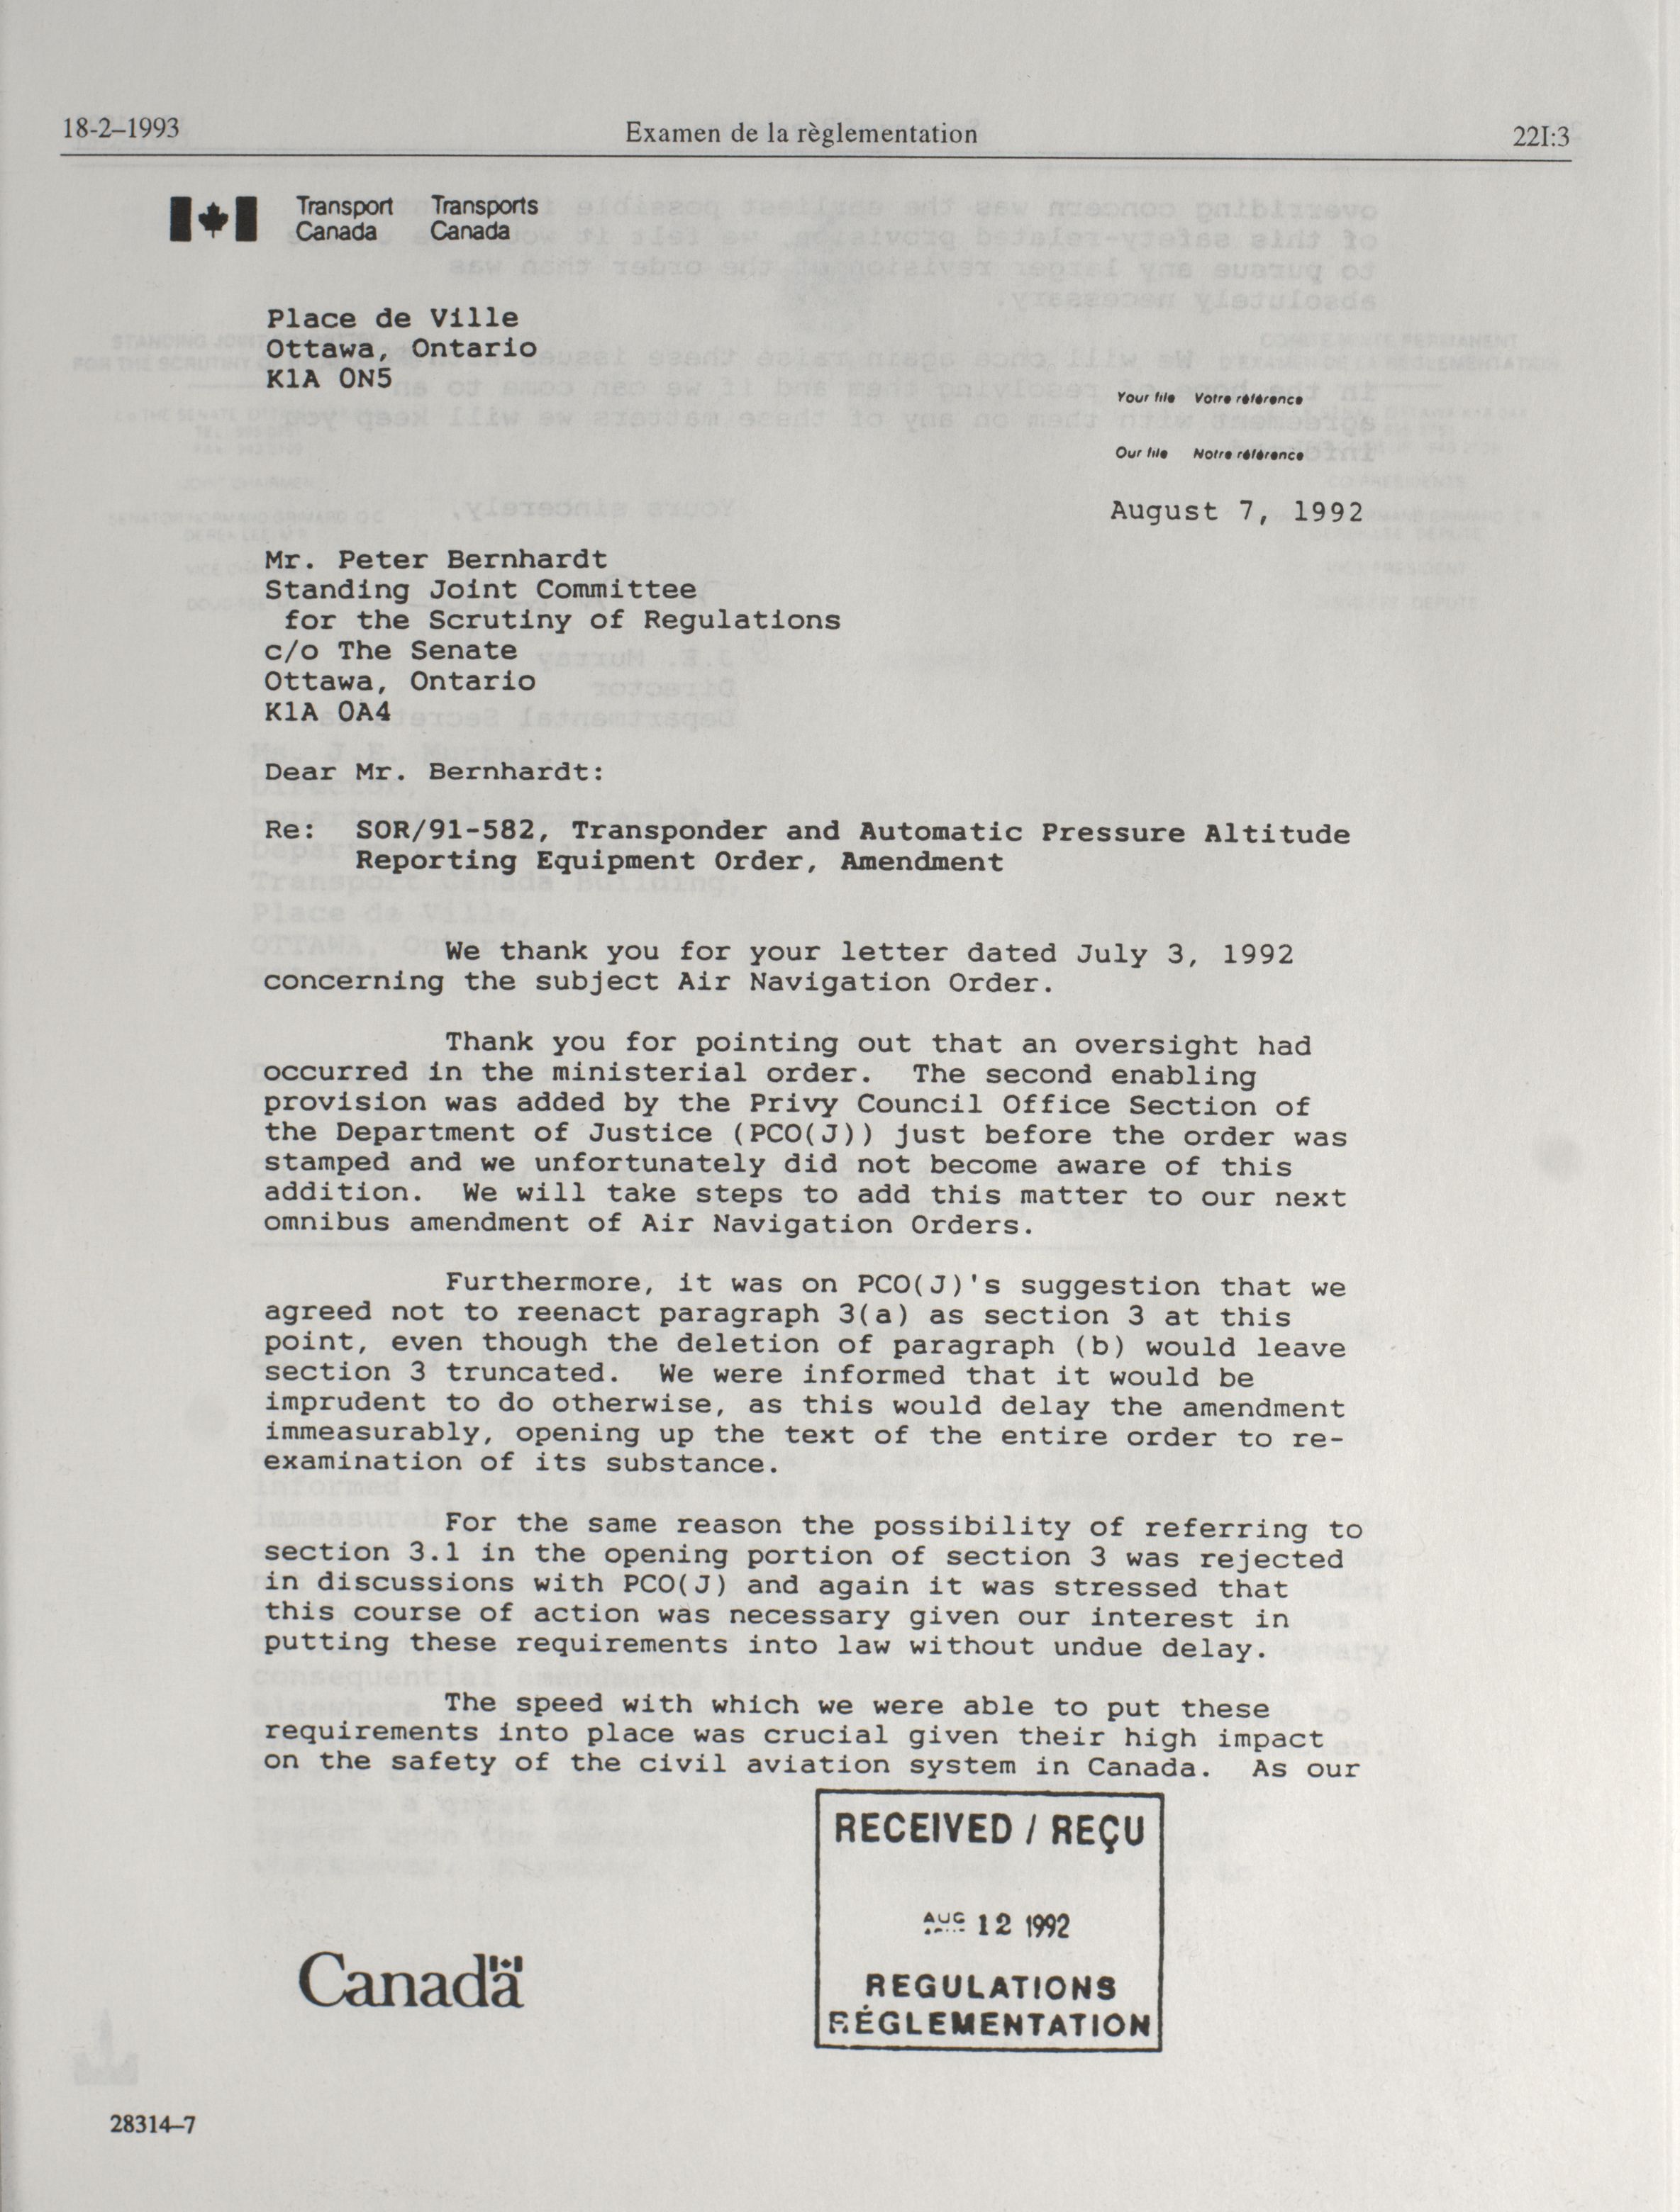 18-2–1993 Examen de la règlementation 22I:3
Transport Transports
Canada Canada
Place de Ville
Ottawa, Ontario
K1A ON5
Your file Votre référence
Our file Notre référence
August 7, 1992
Mr. Peter Bernhardt
Standing Joint Committee
for the Scrutiny of Regulations
c/o The Senate
Ottawa, Ontario
K1A OA4
Dear Mr. Bernhardt:
Re: SOR/91-582, Transponder and Automatic Pressure Altitude
Reporting Equipment Order, Amendment
We thank you for your letter dated July 3, 1992
concerning the subject Air Navigation Order.
Thank you for pointing out that an oversight had
occurred in the ministerial order. The second enabling
provision was added by the Privy Council Office Section of
the Department of Justice (PCO(J)) just before the order was
stamped and we unfortunately did not become aware of this
addition. We will take steps to add this matter to our next
omnibus amendment of Air Navigation Orders.
Furthermore, it was on PCO(J)'s suggestion that we
agreed not to reenact paragraph 3(a) as section 3 at this
point, even though the deletion of paragraph (b) would leave
section 3 truncated. We were informed that it would be
imprudent to do otherwise, as this would delay the amendment
immeasurably, opening up the text of the entire order to re-
examination of its substance.
For the same reason the possibility of referring to
section 3.1 in the opening portion of section 3 was rejected
in discussions with PCO(J) and again it was stressed that
this course of action was necessary given our interest in
putting these requirements into law without undue delay.
The speed with which we were able to put these
requirements into place was crucial given their high impact
on the safety of the civil aviation system in Canada. As our
RECEIVED / REÇU
AUG 12 1992
REGULATIONS
RÉGLEMENTATION
Canada
28314–7